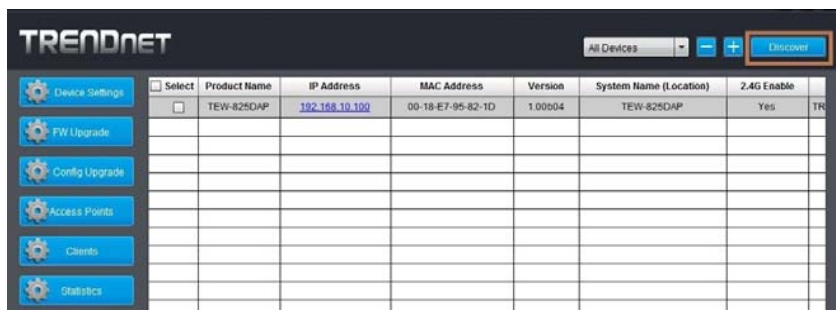 TRENDnET
All Devices
Discover
Device Settings
FW Upgrade
Config Upgrade
Access Points
Clients
Statistics
Select Product Name IP Address MAC Address Version System Name (Location) 2.4G Enable
TEW-825DAP 192.168.10.100 00-18-E7-95-82-1D 1.00b04 TEW-825DAP Yes TR